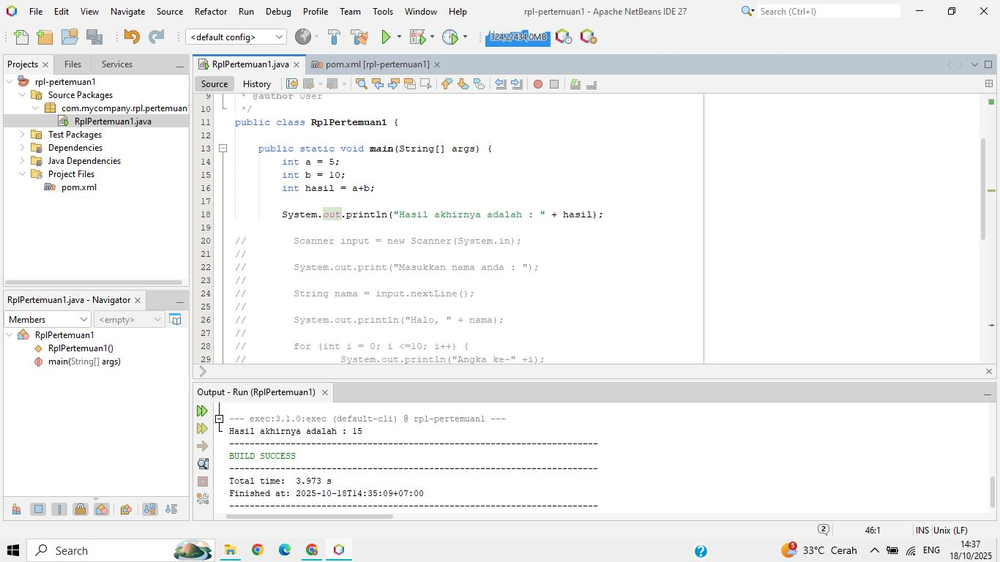 File Edit View Navigate Source Refactor Run Debug Profile Team Tools Window Help rpl-pertemuan1 - Apache NetBeans IDE 27 Search (Ctrl+I)
<default config> 324,2/434,0MB
Projects Files Services
rpl-pertemuan1
Source Packages
com.mycompany.rpl.pertemuan
RplPertemuan1.java
Test Packages
Dependencies
Java Dependencies
Project Files
pom.xml
RplPertemuan1.java - Navigator
Members <empty>
RplPertemuan1
RplPertemuan1()
main(String[] args)
RplPertemuan1.java pom.xml [rpl-pertemuan1]
Source History
9 * @author User
10 */
11 public class RplPertemuan1 {
12
13 public static void main(String[] args) {
14 int a = 5;
15 int b = 10;
16 int hasil = a+b;
17
18 System.out.println("Hasil akhirnya adalah : " + hasil);
19
20 // Scanner input = new Scanner(System.in);
21 //
22 // System.out.print("Masukkan nama anda : ");
23 //
24 // String nama = input.nextLine();
25 //
26 // System.out.println("Halo, " + nama);
27 //
28 // for (int i = 0; i <=10; i++) {
29 // System.out.println("Angka ke-" +i);
Output - Run (RplPertemuan1)
--- exec:3.1.0:exec (default-cli) @ rpl-pertemuan1 ---
Hasil akhirnya adalah : 15
------------------------------------------------------------------------
BUILD SUCCESS
------------------------------------------------------------------------
Total time:  3.973 s
Finished at: 2025-10-18T14:35:09+07:00
------------------------------------------------------------------------
2 46:1 INS Unix (LF)
Search 5 33°C Cerah ENG 14:37
18/10/2025